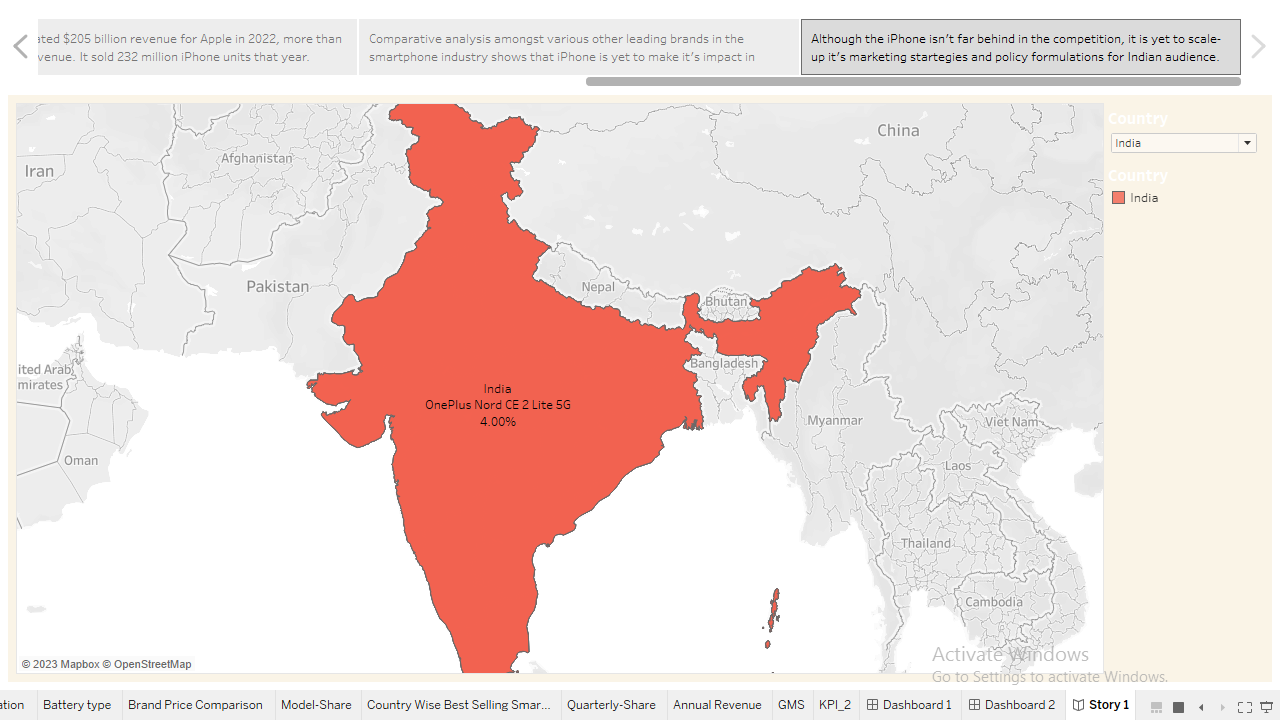 ated $205 billion revenue for Apple in 2022, more than
venue. It sold 232 million iPhone units that year.
Comparative analysis amongst various other leading brands in the
smartphone industry shows that iPhone is yet to make it's impact in
Although the iPhone isn't far behind in the competition, it is yet to scale-
up it's marketing startegies and policy formulations for Indian audience.
China
Afghanistan
Iran
Pakistan
Nepal
Bhutan
Bangladesh
ited Arab
mirates
India
OnePlus Nord CE 2 Lite 5G
4.00%
Myanmar
Viet Nam
Oman
Laos
Thailand
Cambodia
© 2023 Mapbox © OpenStreetMap
Country
India
Country
India
Activate Windows
Go to Settings to activate Windows.
ation
Battery type
Brand Price Comparison
Model-Share
Country Wise Best Selling Smar...
Quarterly-Share
Annual Revenue
GMS
KPI_2
Dashboard 1
Dashboard 2
Story 1